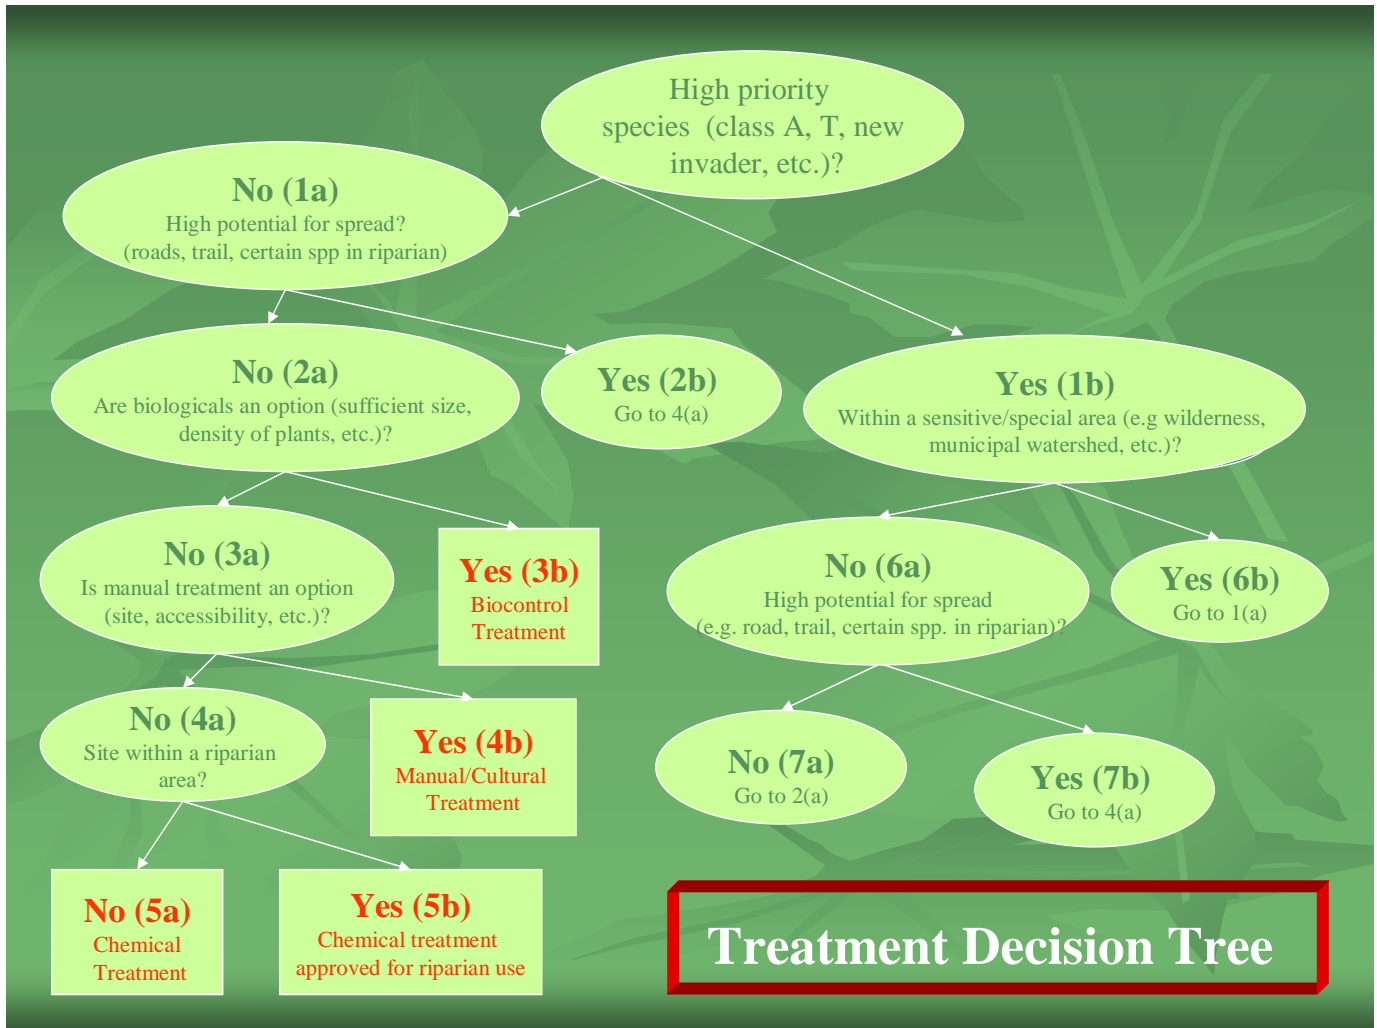 High priority
species (class A, T, new
invader, etc.)?
No (1a)
High potential for spread?
(roads, trail, certain spp in riparian)
No (2a)
Are biologicals an option (sufficient size,
density of plants, etc.)?
Yes (2b)
Go to 4(a)
Yes (1b)
Within a sensitive/special area (e.g wilderness,
municipal watershed, etc.)?
No (3a)
Is manual treatment an option
(site, accessibility, etc.)?
Yes (3b)
Biocontrol
Treatment
No (6a)
High potential for spread
(e.g. road, trail, certain spp. in riparian)?
Yes (6b)
Go to 1(a)
No (4a)
Site within a riparian
area?
Yes (4b)
Manual/Cultural
Treatment
No (7a)
Go to 2(a)
Yes (7b)
Go to 4(a)
No (5a)
Chemical
Treatment
Yes (5b)
Chemical treatment
approved for riparian use
Treatment Decision Tree